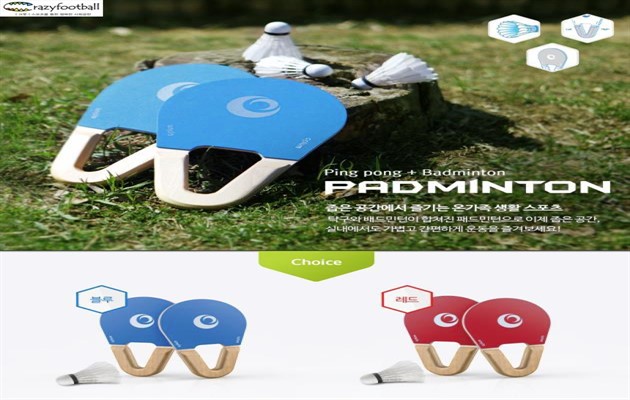 razyfootball
Ping pong + Badminton
PADMINTON
좁은 공간에서 즐기는 온가족 생활 스포츠
탁구와 배드민턴이 합쳐진 패드민턴으로 이제 좁은 공간,
실내에서도 가볍고 간편하게 운동을 즐겨보세요!
Choice
블루
레드